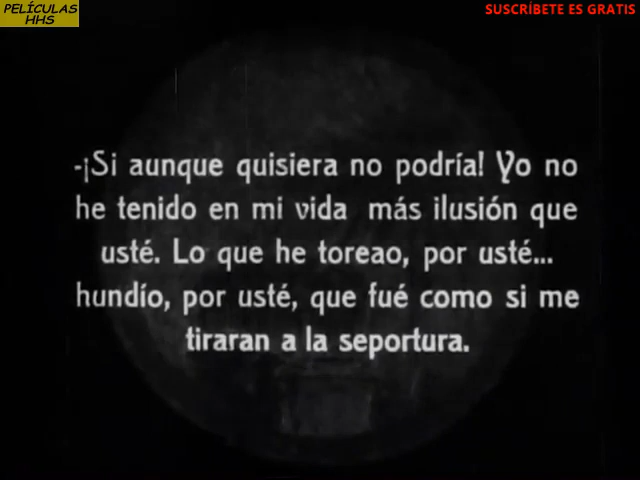 PELÍCULAS
HHS
SUSCRÍBETE ES GRATIS
-¡Si aunque quisiera no podría! Yo no
he tenido en mi vida más ilusión que
usté. Lo que he toreao, por usté...
hundío, por usté, que fué como si me
tiraran a la seportura.